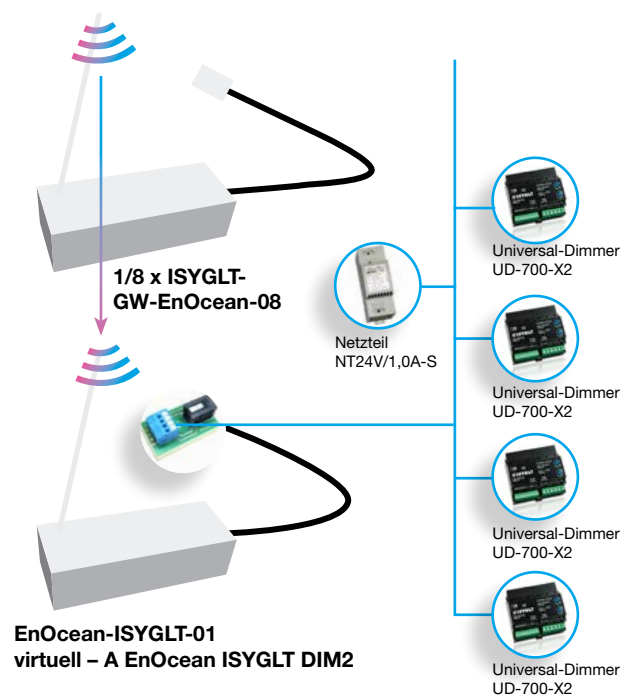 1/8 x ISYGLT-
GW-EnOcean-08
Universal-Dimmer
UD-700-X2
Netzteil
NT24V/1,0A-S
Universal-Dimmer
UD-700-X2
Universal-Dimmer
UD-700-X2
EnOcean-ISYGLT-01
virtuell – A EnOcean ISYGLT DIM2
Universal-Dimmer
UD-700-X2